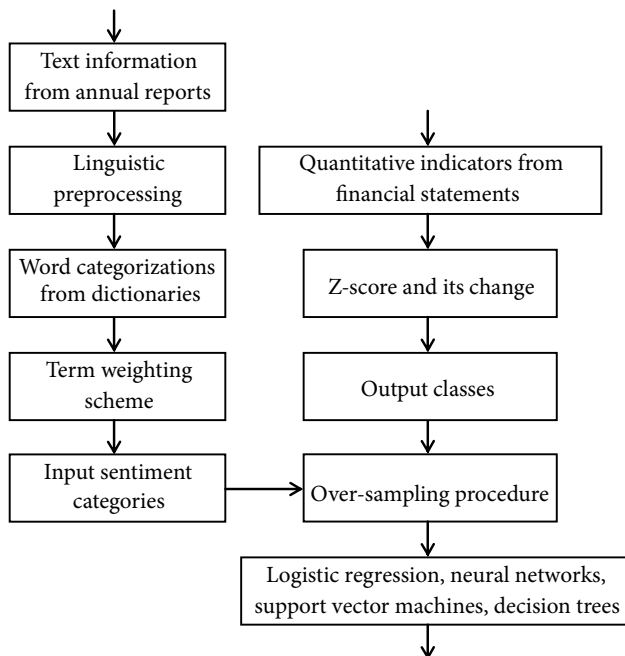 Text information
from annual reports
Linguistic
preprocessing
Word categorizations
from dictionaries
Term weighting
scheme
Input sentiment
categories
Quantitative indicators from
financial statements
Z-score and its change
Output classes
Over-sampling procedure
Logistic regression, neural networks,
support vector machines, decision trees